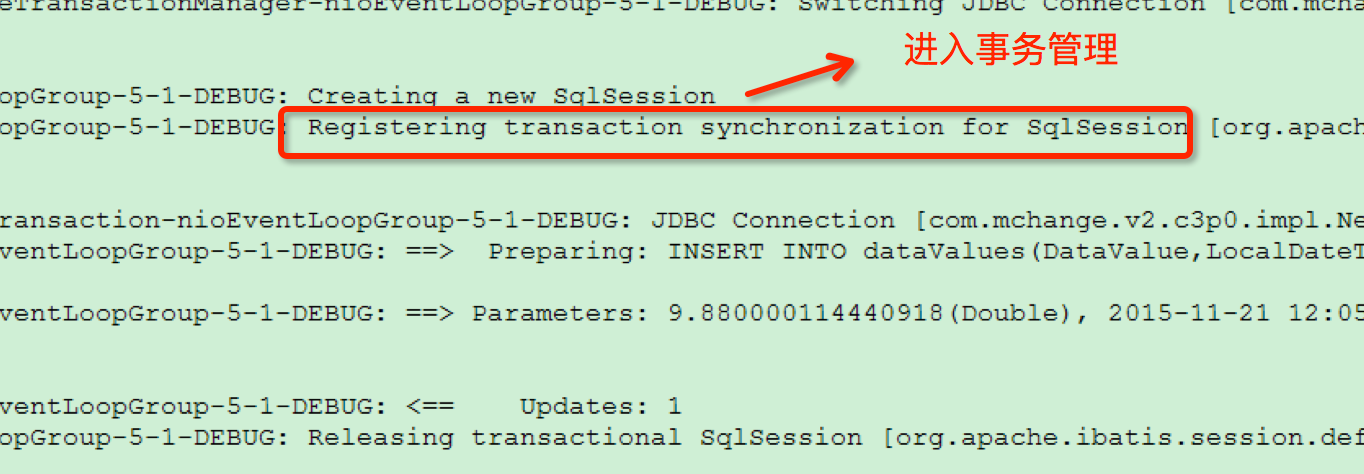 eTransactionManager-nioEventLoopGroup-5-1-DEBUG: Switching JDBC Connection [com.mcha
进入事务管理
opGroup-5-1-DEBUG: Creating a new SqlSession
opGroup-5-1-DEBUG: Registering transaction synchronization for SqlSession [org.apach
ransaction-nioEventLoopGroup-5-1-DEBUG: JDBC Connection [com.mchange.v2.c3p0.impl.Ne
ventLoopGroup-5-1-DEBUG: ==>  Preparing: INSERT INTO dataValues(DataValue,LocalDateT
ventLoopGroup-5-1-DEBUG: ==> Parameters: 9.880000114440918(Double), 2015-11-21 12:05
ventLoopGroup-5-1-DEBUG: <==    Updates: 1
opGroup-5-1-DEBUG: Releasing transactional SqlSession [org.apache.ibatis.session.def